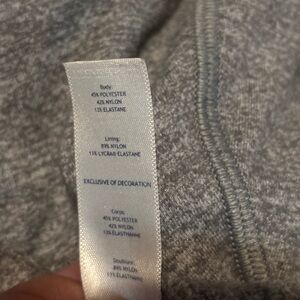 Body:
45% POLYESTER
42% NYLON
13% ELASTANE
Lining:
89% NYLON
11% LYCRA® ELASTANE
EXCLUSIVE OF DECORATION
Corps:
45% POLYESTER
42% NYLON
13% ÉLASTHANNE
Doublure:
89% NYLON
ÉLASTHANNE